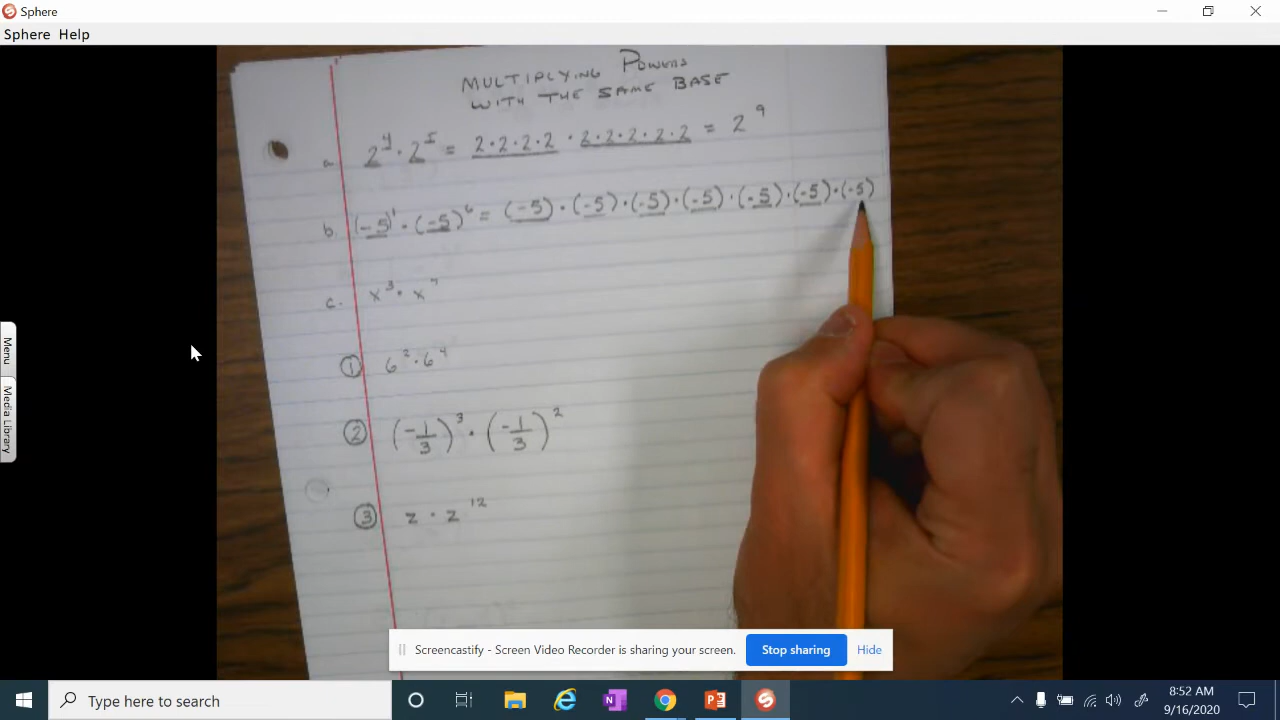 Sphere
Sphere Help
MULTIPLYING POWERS
WITH THE SAME BASE
a. 2⁴ · 2⁵ = 2·2·2·2 · 2·2·2·2·2 = 2⁹
b. (-5)¹ · (-5)⁶ = (-5) · (-5) · (-5) · (-5) · (-5) · (-5) · (-5)
c. x³ · x⁷
① 6² · 6⁴
② (-1/3)³ · (-1/3)²
③ z · z¹²
Menu
Media Library
Screencastify - Screen Video Recorder is sharing your screen.
Stop sharing
Hide
Type here to search
8:52 AM
9/16/2020